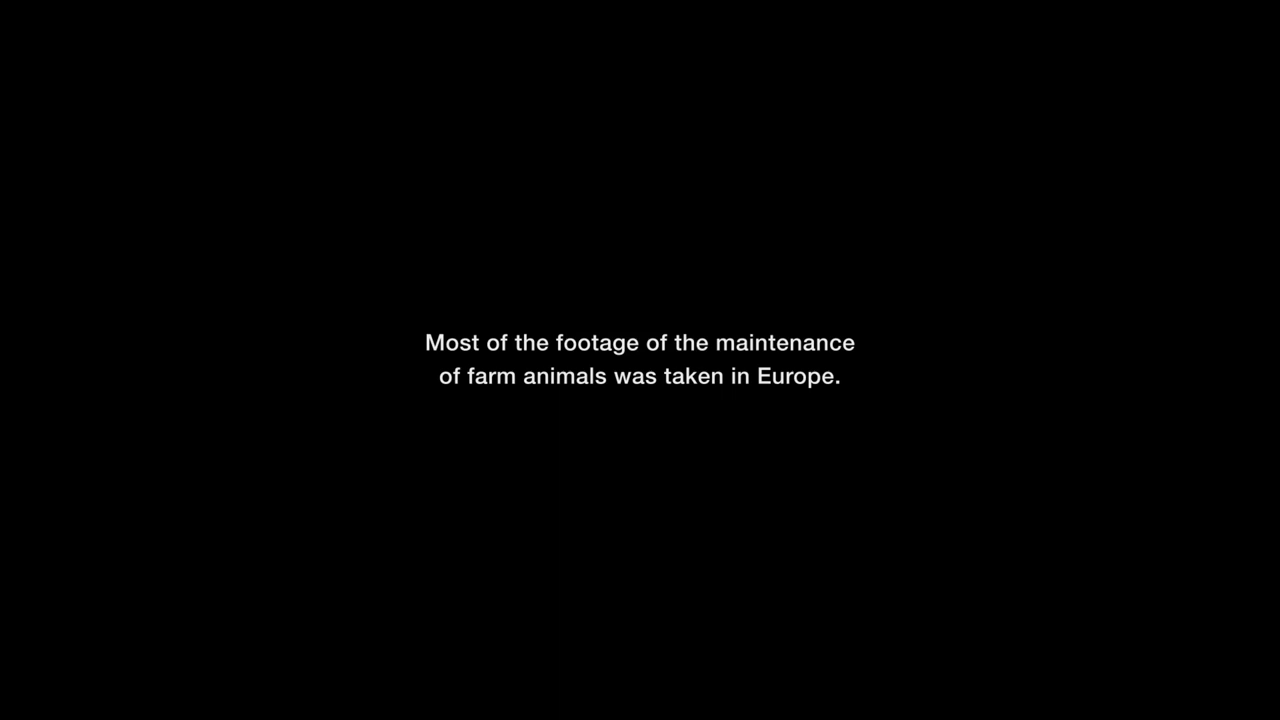 Most of the footage of the maintenance
of farm animals was taken in Europe.